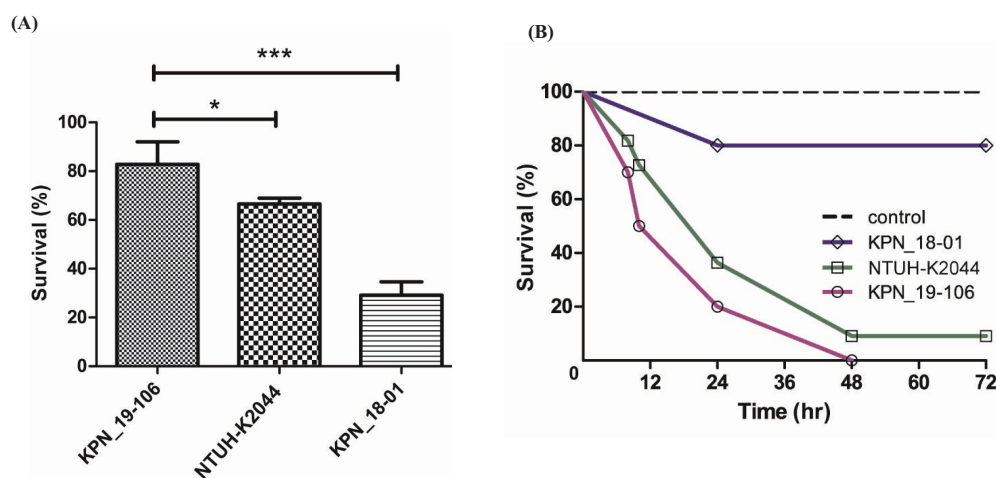 (A)
***
*
100
80
60
40
20
0
Survival (%)
KPN_19-106
NTUH-K2044
KPN_18-01
(B)
100
80
60
40
20
0
Survival (%)
12 24 36 48 60 72
Time (hr)
control
KPN_18-01
NTUH-K2044
KPN_19-106